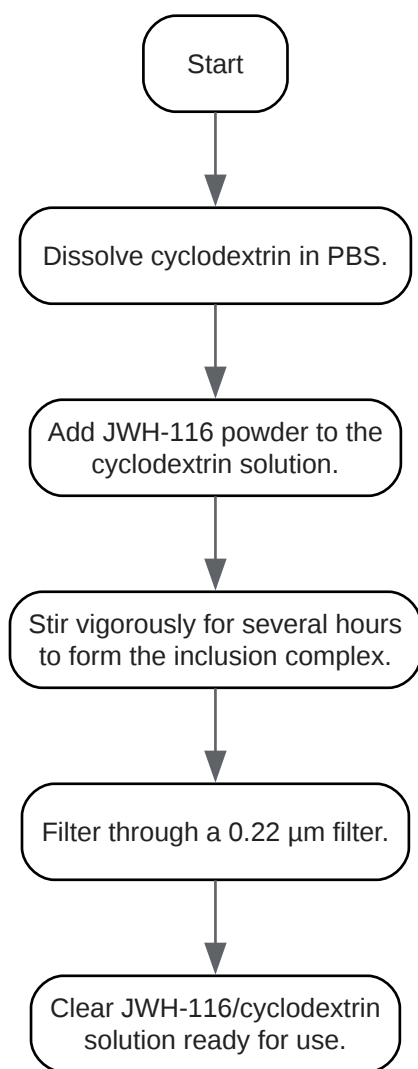 Start
Dissolve cyclodextrin in PBS.
Add JWH-116 powder to the
cyclodextrin solution.
Stir vigorously for several hours
to form the inclusion complex.
Filter through a 0.22 µm filter.
Clear JWH-116/cyclodextrin
solution ready for use.